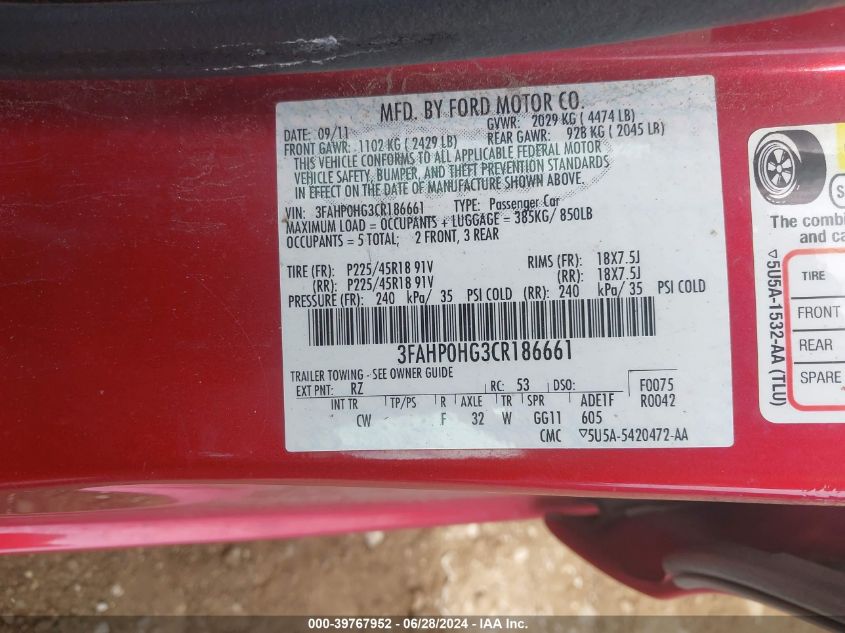 MFD. BY FORD MOTOR CO.
DATE: 09/11 GVWR: 2029 KG ( 4474 LB)
FRONT GAWR: 1102 KG ( 2429 LB) REAR GAWR: 928 KG ( 2045 LB)
THIS VEHICLE CONFORMS TO ALL APPLICABLE FEDERAL MOTOR
VEHICLE SAFETY, BUMPER, AND THEFT PREVENTION STANDARDS
IN EFFECT ON THE DATE OF MANUFACTURE SHOWN ABOVE.
VIN: 3FAHP0HG3CR186661 TYPE: Passenger Car
MAXIMUM LOAD = OCCUPANTS + LUGGAGE = 385KG/ 850LB
OCCUPANTS = 5 TOTAL; 2 FRONT, 3 REAR
TIRE (FR): P225/45R18 91V RIMS (FR): 18X7.5J
(RR): P225/45R18 91V (RR): 18X7.5J
PRESSURE (FR): 240 kPa/ 35 PSI COLD (RR): 240 kPa/ 35 PSI COLD
3FAHP0HG3CR186661
TRAILER TOWING - SEE OWNER GUIDE
EXT PNT: RZ RC: 53 DSO: F0075
INT TR TP/PS R AXLE TR SPR ADE1F R0042
CW F 32 W GG11 605
CMC ▽5U5A-5420472-AA
The combi
and ca
TIRE
FRONT
REAR
SPARE
▽5U5A-1532-AA (TLU)
000-39767952 - 06/28/2024 - IAA Inc.